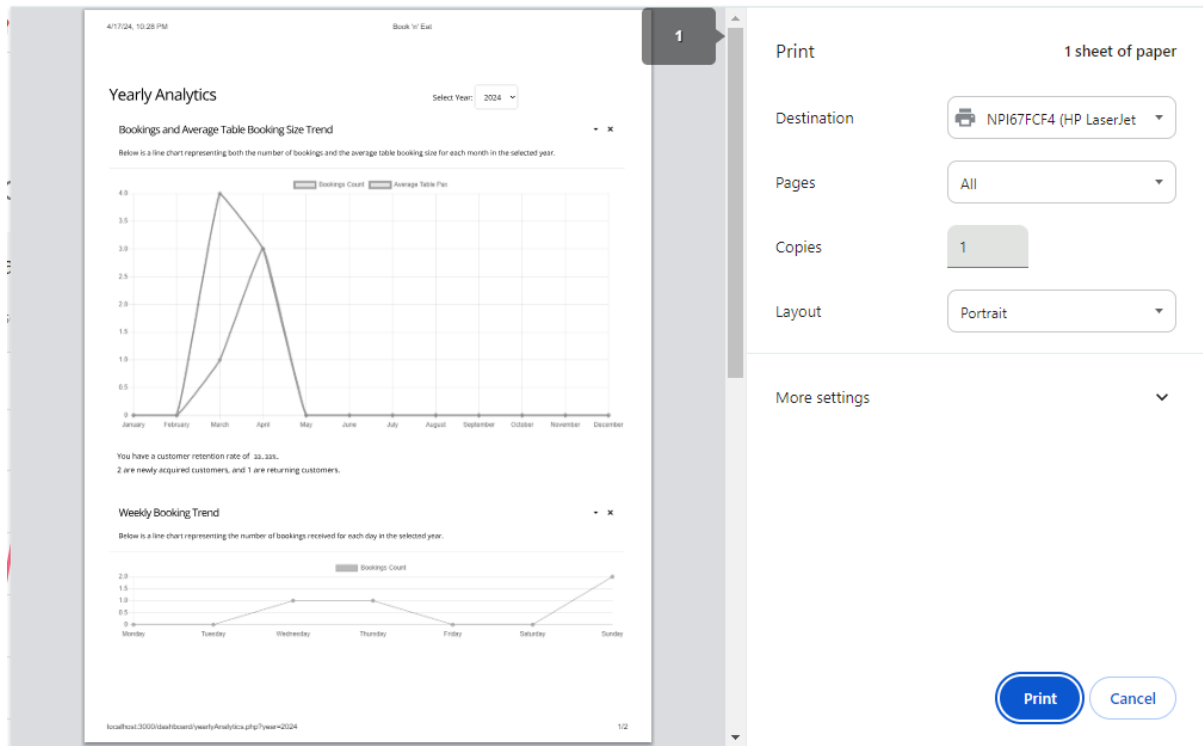 4/17/24, 10:28 PM Book 'n' Eat
1
Yearly Analytics
Select Year: 2024
Bookings and Average Table Booking Size Trend
Below is a line chart representing both the number of bookings and the average table booking size for each month in the selected year.
Bookings Count Average Table Pax
4.0
3.5
3.0
2.5
2.0
1.5
1.0
0.5
0
January February March April May June July August September October November December
You have a customer retention rate of 33.33%.
2 are newly acquired customers, and 1 are returning customers.
Weekly Booking Trend
Below is a line chart representing the number of bookings received for each day in the selected year.
Bookings Count
2.0
1.5
1.0
0.5
0
Monday Tuesday Wednesday Thursday Friday Saturday Sunday
localhost:3000/dashboard/yearlyAnalytics.php?year=2024 1/2
Print 1 sheet of paper
Destination NPI67FCF4 (HP LaserJet
Pages All
Copies 1
Layout Portrait
More settings
Print Cancel